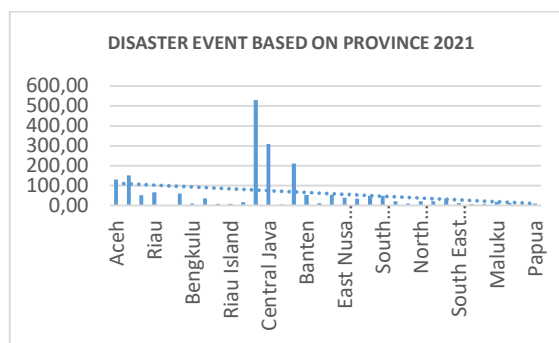 DISASTER EVENT BASED ON PROVINCE 2021
600,00
500,00
400,00
300,00
200,00
100,00
0,00
Aceh
Riau
Bengkulu
Riau Island
Central Java
Banten
East Nusa…
South…
North…
South East…
Maluku
Papua